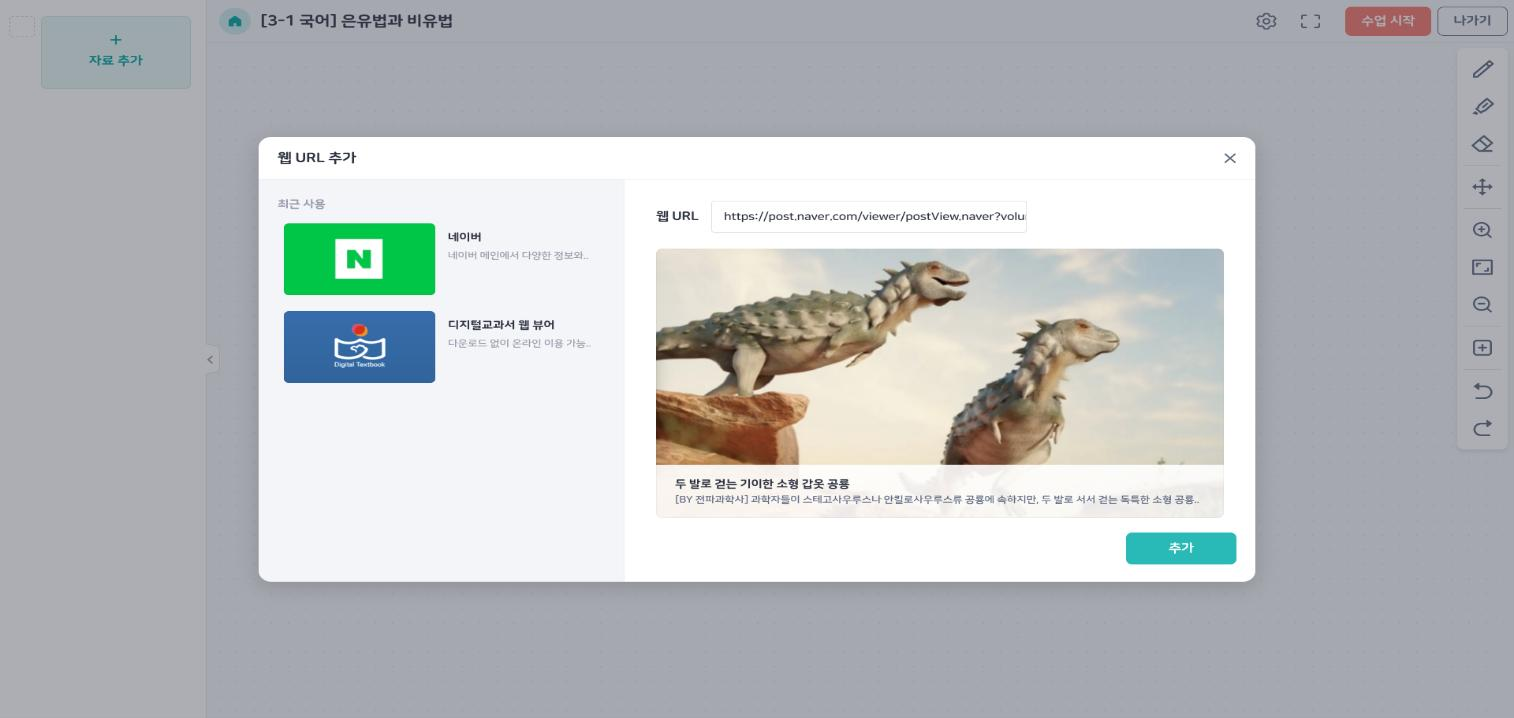 자료 추가
[3-1 국어] 은유법과 비유법
수업 시작
나가기
웹 URL 추가
최근 사용
N
네이버
네이버 메인에서 다양한 정보와..
Digital Textbook
디지털교과서 웹 뷰어
다운로드 없이 온라인 이용 가능..
웹 URL
https://post.naver.com/viewer/postView.naver?volu
두 발로 걷는 기이한 소형 갑옷 공룡
[BY 전파과학사] 과학자들이 스테고사우루스나 안킬로사우루스류 공룡에 속하지만, 두 발로 서서 걷는 독특한 소형 공룡..
추가